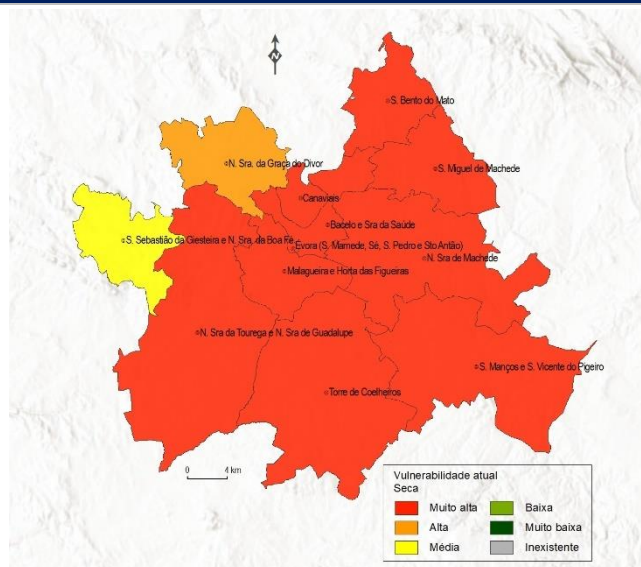 N
S. Bento do Mato
N. Sra. da Graça do Divor
S. Miguel de Machede
Canaviais
Bacelo e Sra da Saúde
S. Sebastião da Giesteira e N. Sra. da Boa Fé
Évora (S. Mamede, Sé, S. Pedro e Sto Antão)
N. Sra de Machede
Malagueira e Horta das Figueiras
N. Sra da Tourega e N. Sra de Guadalupe
S. Manços e S. Vicente do Pigeiro
Torre de Coelheiros
0 4 km
Vulnerabilidade atual
Seca
Muito alta
Baixa
Alta
Muito baixa
Média
Inexistente